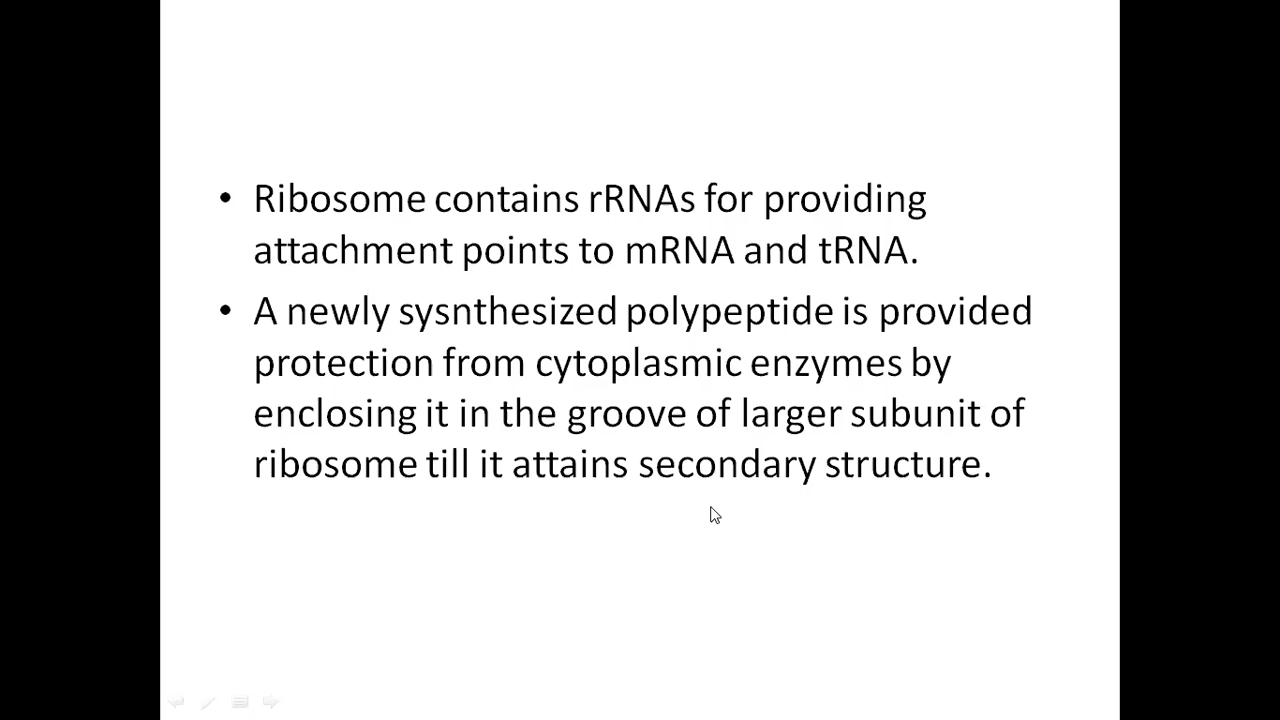 • Ribosome contains rRNAs for providing
attachment points to mRNA and tRNA.
• A newly sysnthesized polypeptide is provided
protection from cytoplasmic enzymes by
enclosing it in the groove of larger subunit of
ribosome till it attains secondary structure.